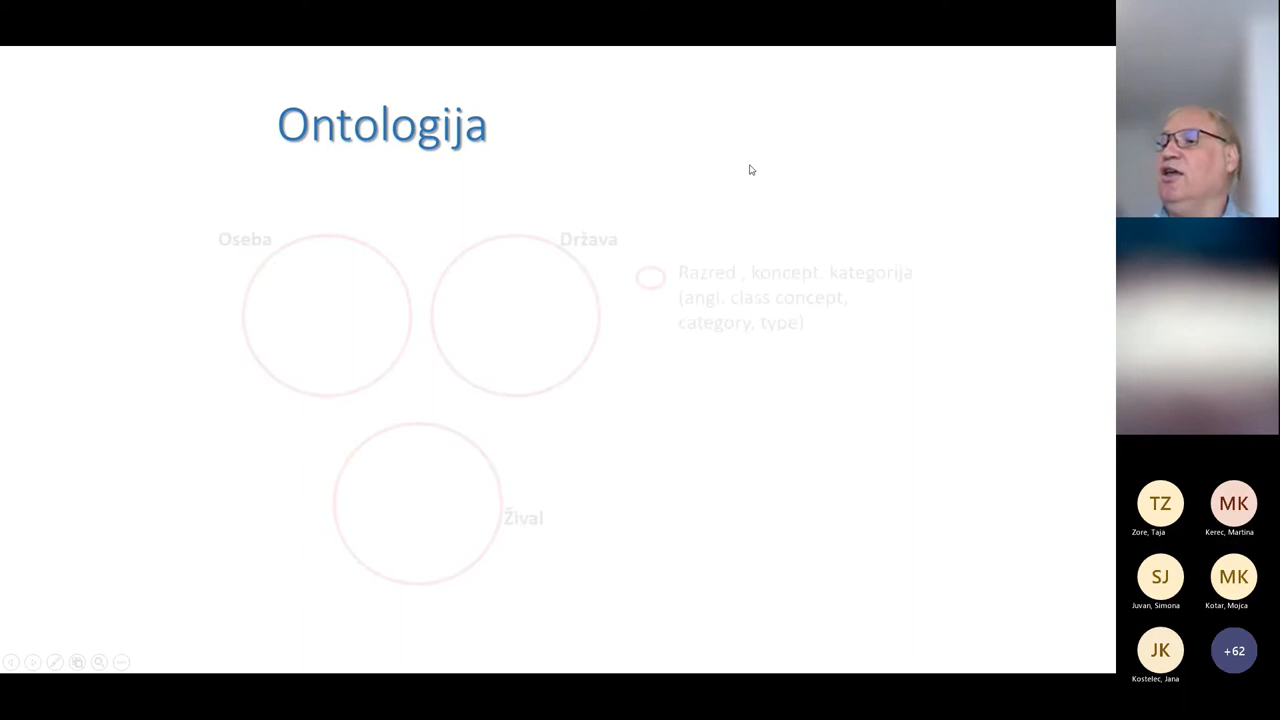 Ontologija
Oseba
Država
Razred , koncept. kategorija
(angl. class concept,
category, type)
Žival
TZ
Zore, Taja
MK
Kerec, Martina
SJ
Juvan, Simona
MK
Kotar, Mojca
JK
Kostelec, Jana
+62